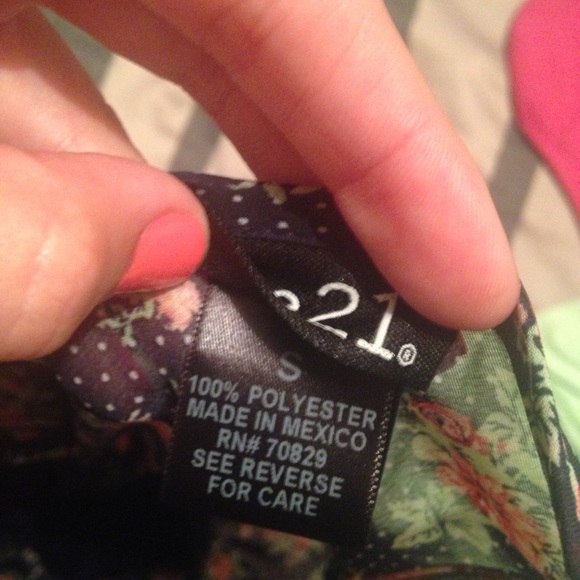 21®
S
100% POLYESTER
MADE IN MEXICO
RN# 70829
SEE REVERSE
FOR CARE